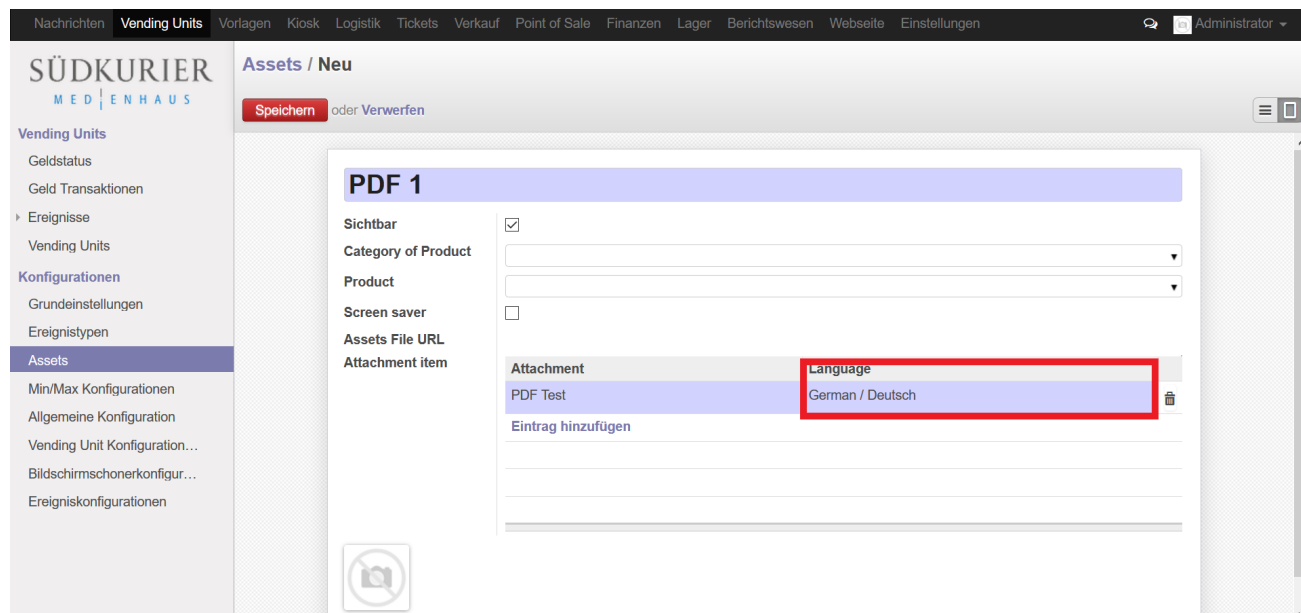 Nachrichten Vending Units Vorlagen Kiosk Logistik Tickets Verkauf Point of Sale Finanzen Lager Berichtswesen Webseite Einstellungen Administrator
SÜDKURIER
MEDIENHAUS
Vending Units
Geldstatus
Geld Transaktionen
Ereignisse
Vending Units
Konfigurationen
Grundeinstellungen
Ereignistypen
Assets
Min/Max Konfigurationen
Allgemeine Konfiguration
Vending Unit Konfiguration…
Bildschirmschonerkonfigur…
Ereigniskonfigurationen
Assets / Neu
Speichern oder Verwerfen
PDF 1
Sichtbar
Category of Product
Product
Screen saver
Assets File URL
Attachment item
Attachment Language
PDF Test German / Deutsch
Eintrag hinzufügen